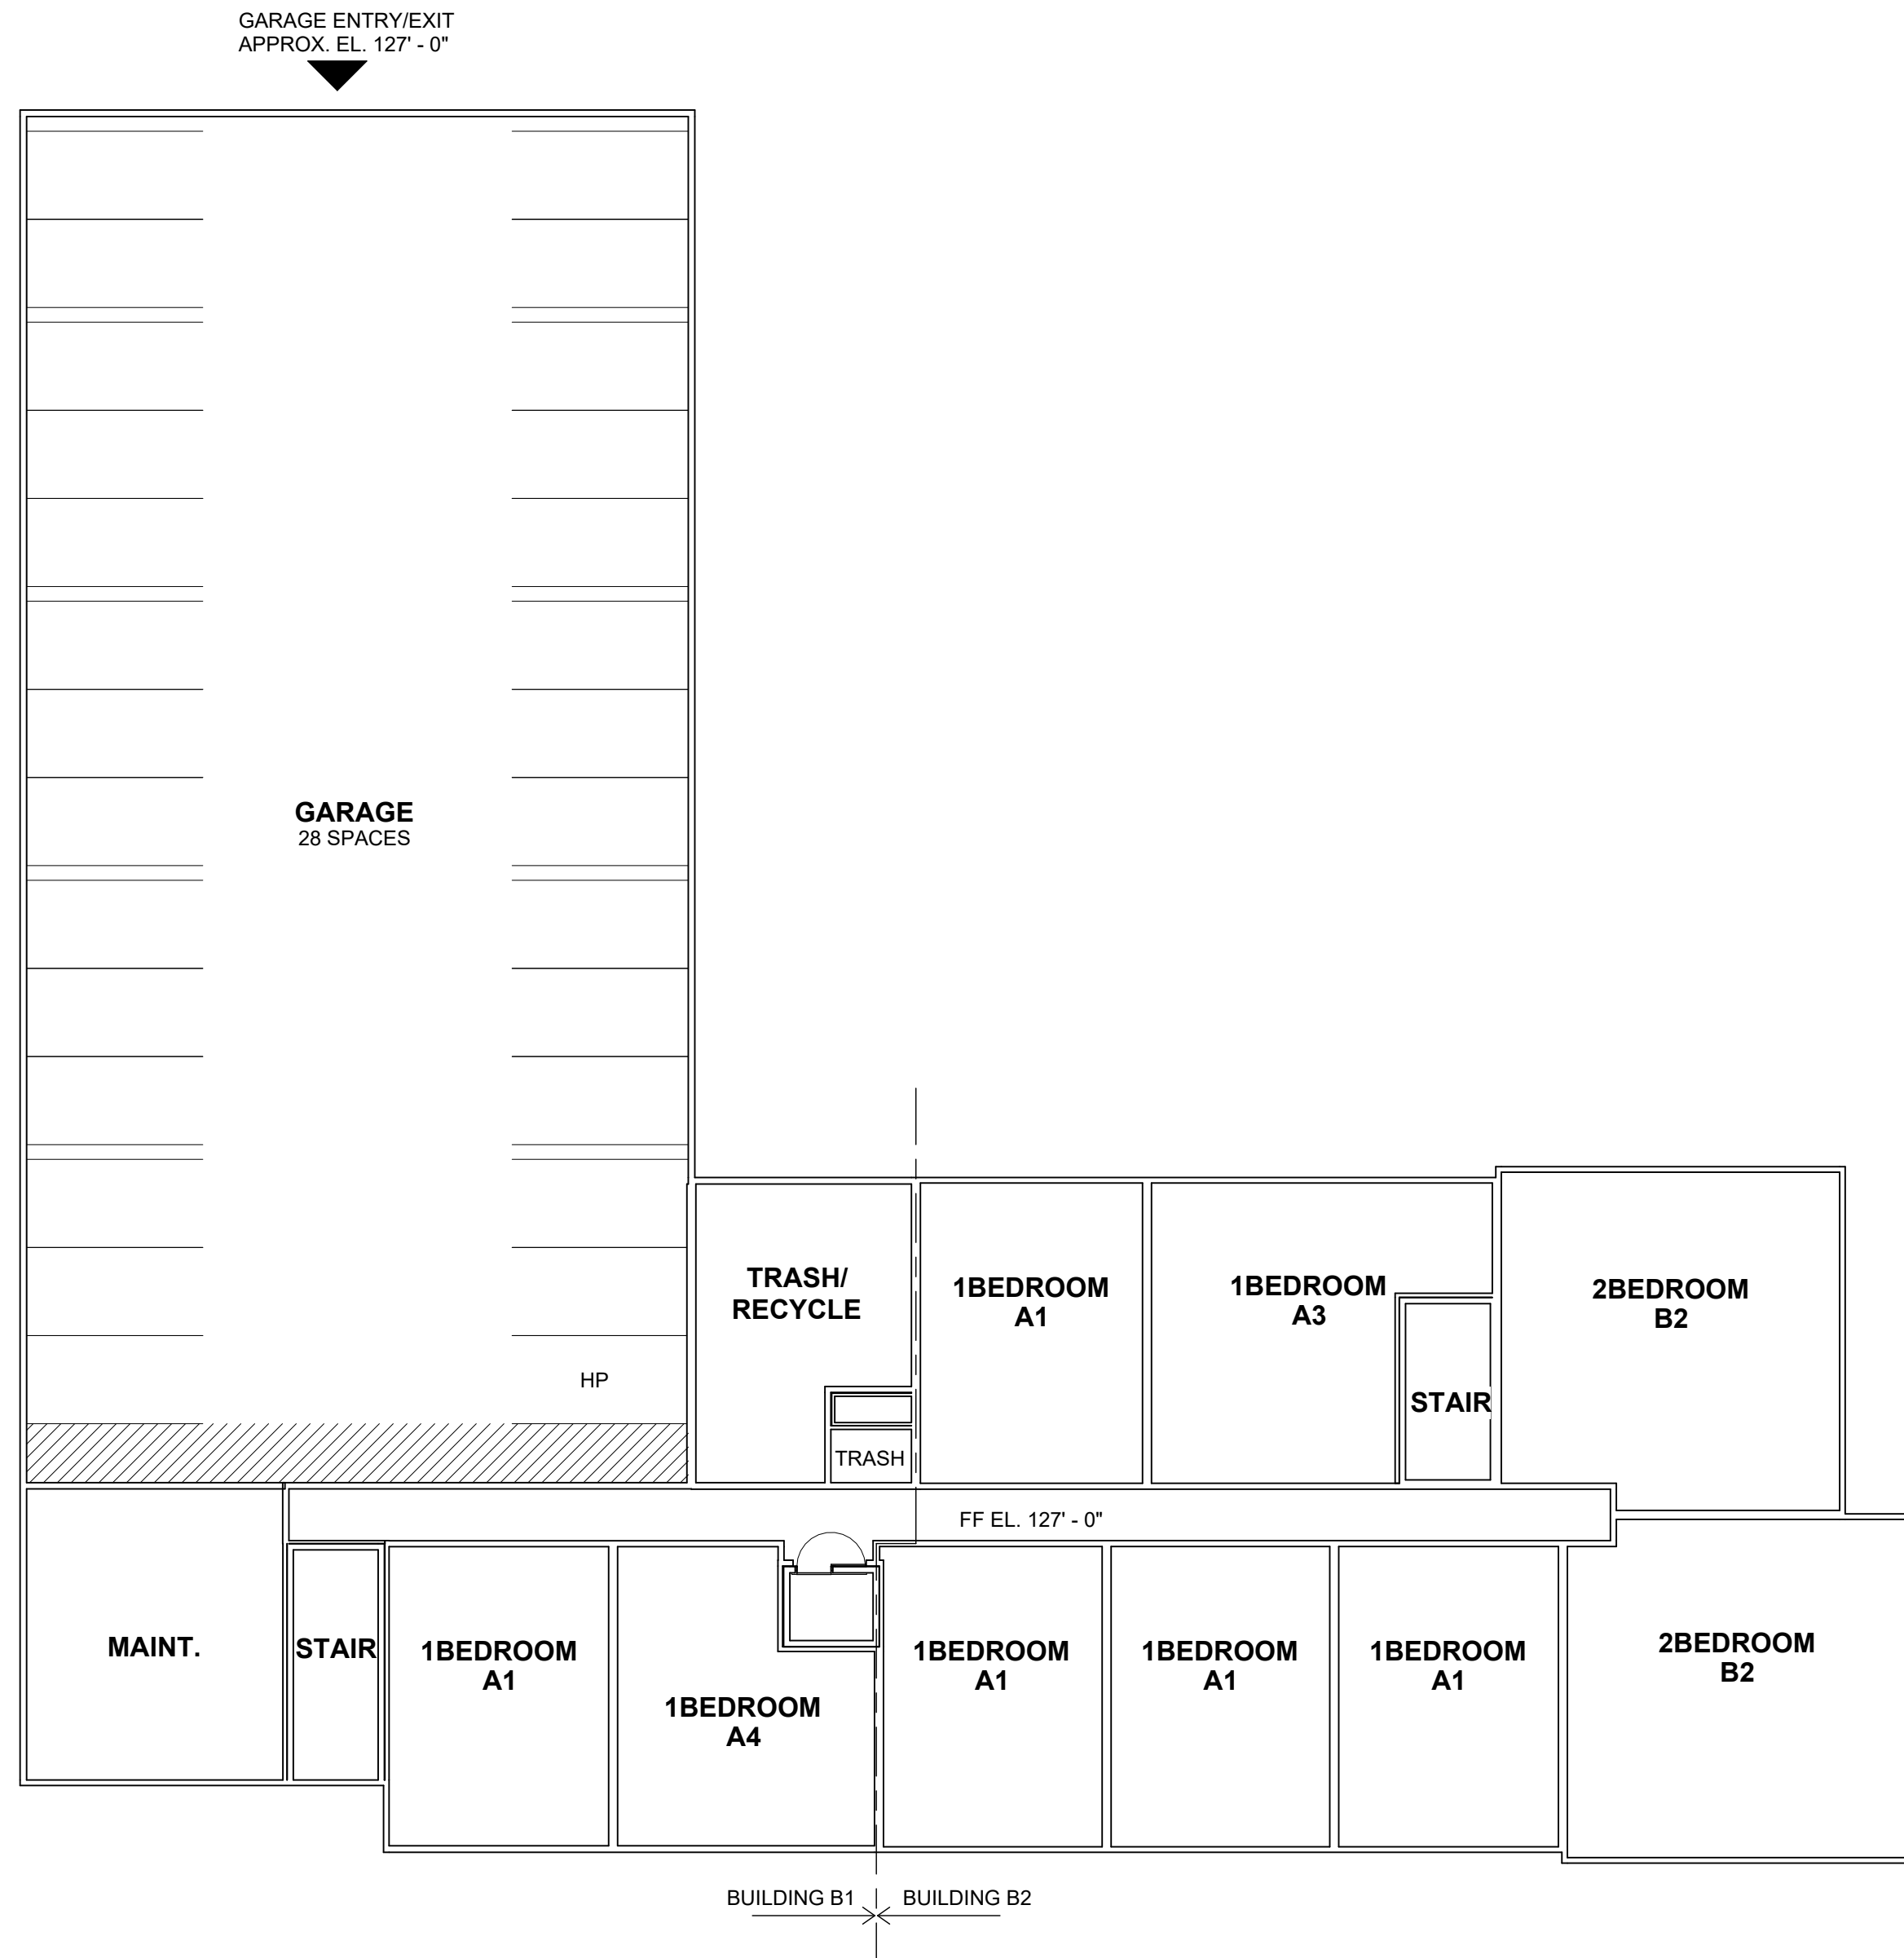 GARAGE ENTRY/EXIT
APPROX. EL. 127' - 0"
GARAGE
28 SPACES
TRASH/
RECYCLE
1BEDROOM
A1
1BEDROOM
A3
2BEDROOM
B2
HP
STAIR
TRASH
FF EL. 127' - 0"
MAINT.
STAIR
1BEDROOM
A1
1BEDROOM
A4
1BEDROOM
A1
1BEDROOM
A1
1BEDROOM
A1
2BEDROOM
B2
BUILDING B1
BUILDING B2